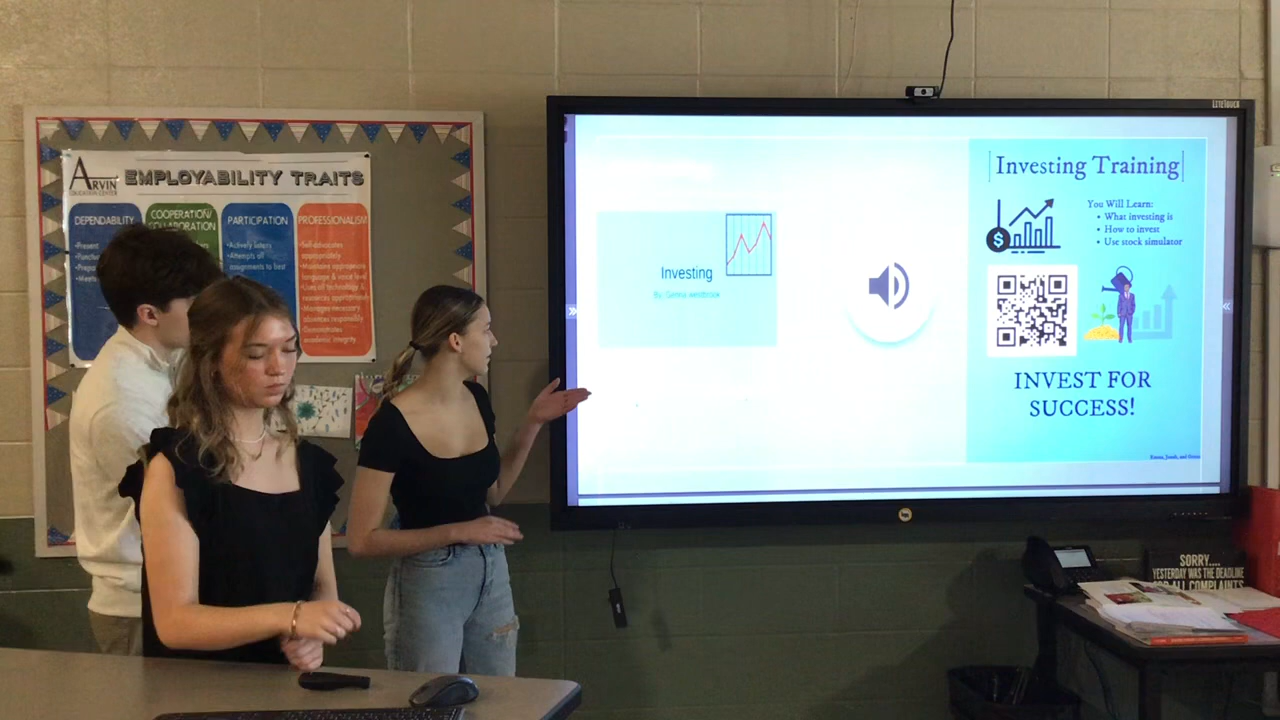 ARVIN
EDUCATION CENTER
EMPLOYABILITY TRAITS
DEPENDABILITY
•Present
COOPERATION/
COLLABORATION
PARTICIPATION
•Actively listens
•Attempts all
assignments to best
PROFESSIONALISM
•Self-advocates
appropriately
•Maintains appropriate
language & voice level
•Uses of technology &
resources appropriately
•Manages necessary
absences responsibly
•Demonstrates
academic integrity
Investing
Investing Training
You Will Learn:
• What investing is
• How to invest
• Use stock simulator
INVEST FOR
SUCCESS!
SORRY....
YESTERDAY WAS THE DEADLINE
FOR ALL COMPLAINTS